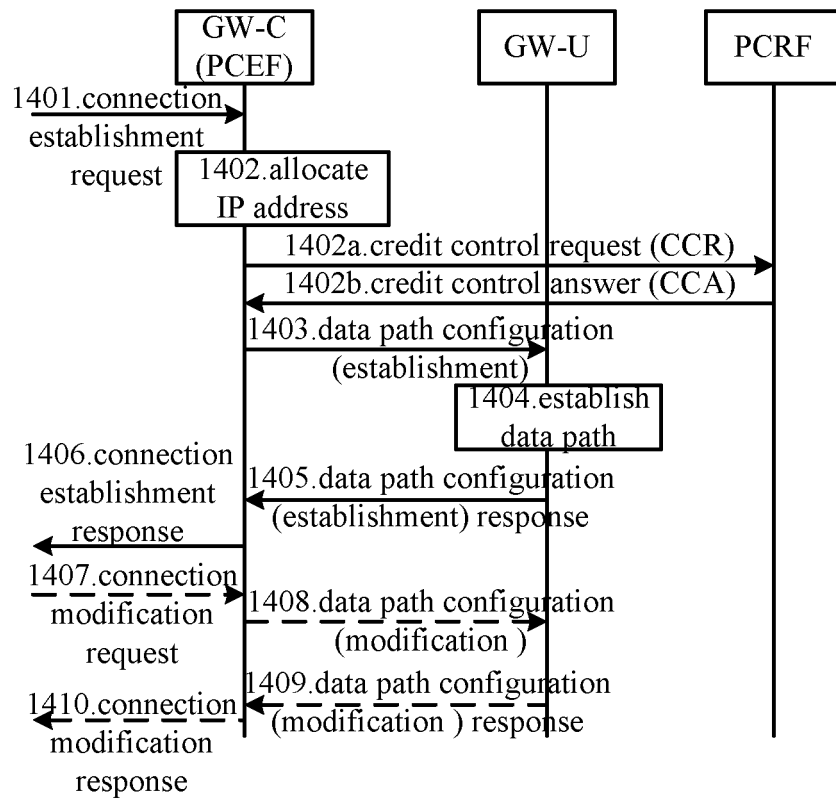 GW-C
(PCEF)
GW-U
PCRF
1401.connection
establishment
request
1402.allocate
IP address
1402a.credit control request (CCR)
1402b.credit control answer (CCA)
1403.data path configuration
(establishment)
1404.establish
data path
1405.data path configuration
(establishment) response
1406.connection
establishment
response
1407.connection
modification
request
1408.data path configuration
(modification )
1409.data path configuration
(modification ) response
1410.connection
modification
response